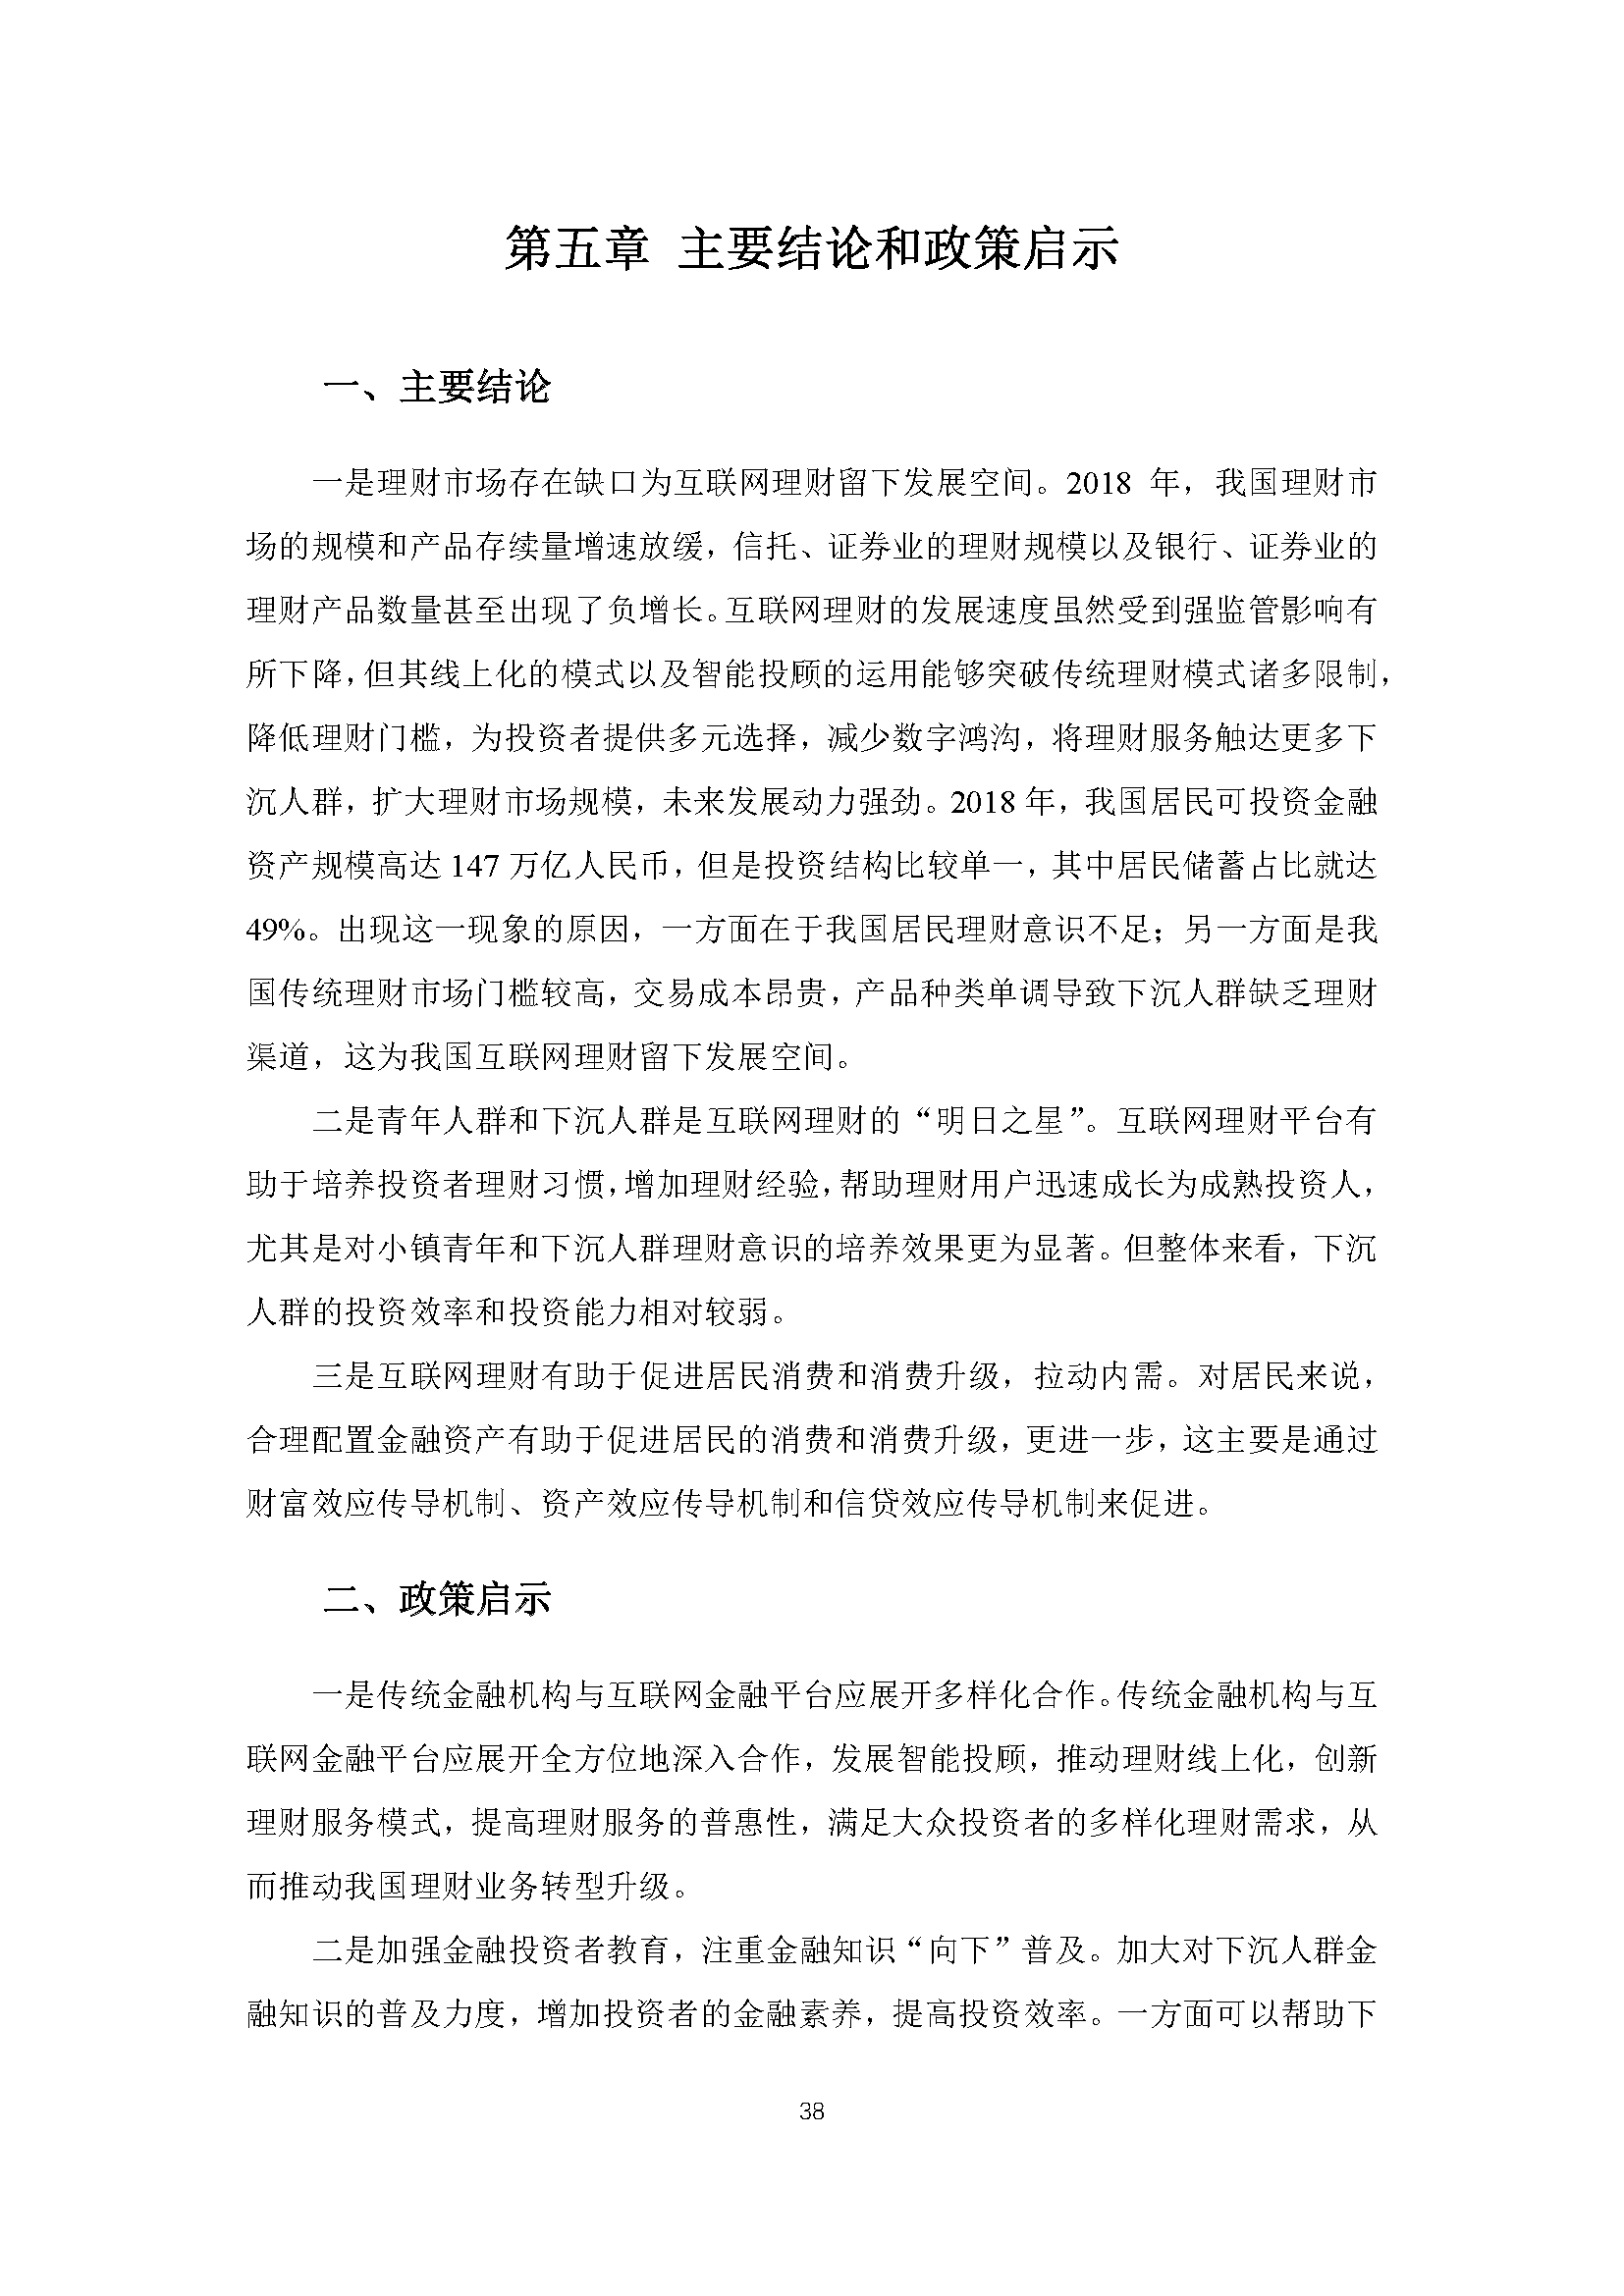 第五章 主要结论和政策启示
一、主要结论
一是理财市场存在缺口为互联网理财留下发展空间。2018 年，我国理财市
场的规模和产品存续量增速放缓，信托、证券业的理财规模以及银行、证券业的
理财产品数量甚至出现了负增长。互联网理财的发展速度虽然受到强监管影响有
所下降，但其线上化的模式以及智能投顾的运用能够突破传统理财模式诸多限制，
降低理财门槛，为投资者提供多元选择，减少数字鸿沟，将理财服务触达更多下
沉人群，扩大理财市场规模，未来发展动力强劲。2018 年，我国居民可投资金融
资产规模高达 147 万亿人民币，但是投资结构比较单一，其中居民储蓄占比就达
49%。出现这一现象的原因，一方面在于我国居民理财意识不足；另一方面是我
国传统理财市场门槛较高，交易成本昂贵，产品种类单调导致下沉人群缺乏理财
渠道，这为我国互联网理财留下发展空间。
二是青年人群和下沉人群是互联网理财的“明日之星”。互联网理财平台有
助于培养投资者理财习惯，增加理财经验，帮助理财用户迅速成长为成熟投资人，
尤其是对小镇青年和下沉人群理财意识的培养效果更为显著。但整体来看，下沉
人群的投资效率和投资能力相对较弱。
三是互联网理财有助于促进居民消费和消费升级，拉动内需。对居民来说，
合理配置金融资产有助于促进居民的消费和消费升级，更进一步，这主要是通过
财富效应传导机制、资产效应传导机制和信贷效应传导机制来促进。
二、政策启示
一是传统金融机构与互联网金融平台应展开多样化合作。传统金融机构与互
联网金融平台应展开全方位地深入合作，发展智能投顾，推动理财线上化，创新
理财服务模式，提高理财服务的普惠性，满足大众投资者的多样化理财需求，从
而推动我国理财业务转型升级。
二是加强金融投资者教育，注重金融知识“向下”普及。加大对下沉人群金
融知识的普及力度，增加投资者的金融素养，提高投资效率。一方面可以帮助下
38